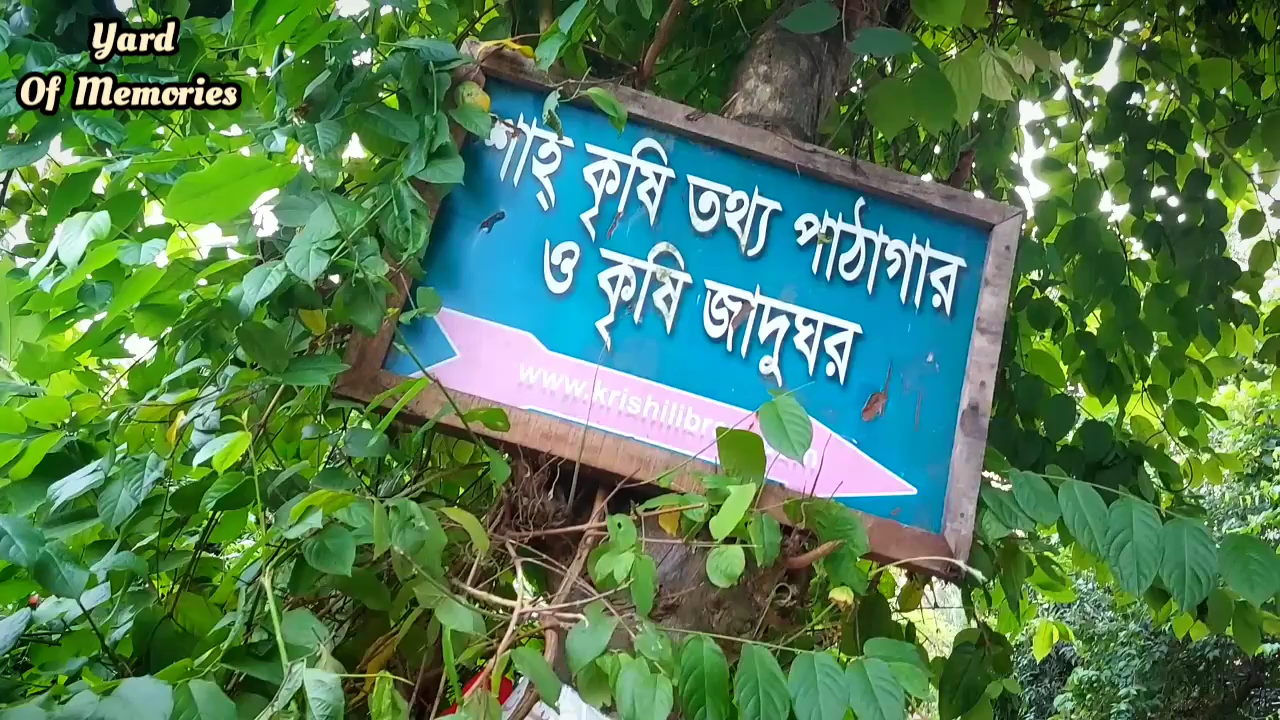 Yard
Of Memories
শাহ্ কৃষি তথ্য পাঠাগার
ও কৃষি জাদুঘর